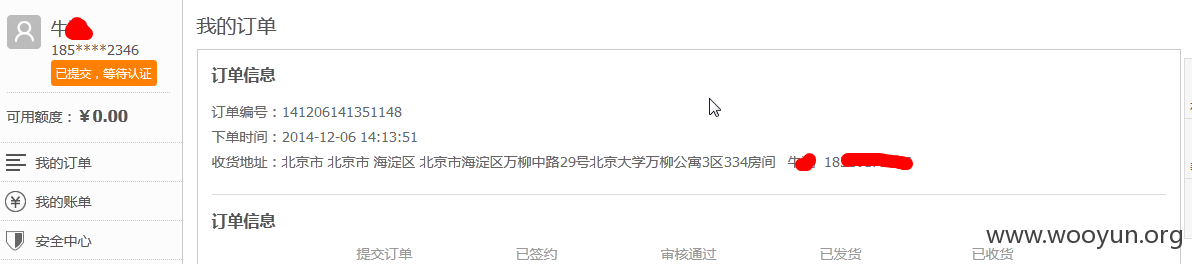 牛
185****2346
已提交，等待认证
可用额度：¥0.00
我的订单
我的账单
安全中心
我的订单
订单信息
订单编号：141206141351148
下单时间：2014-12-06 14:13:51
收货地址：北京市 北京市 海淀区 北京市海淀区万柳中路29号北京大学万柳公寓3区334房间 牛 18
订单信息
提交订单 已签约 审核通过 已发货 已收货
www.wooyun.org